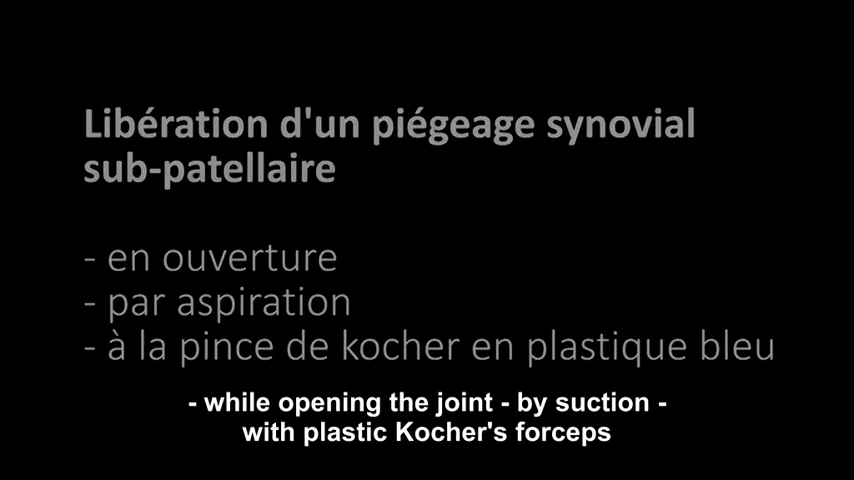 Libération d'un piégeage synovial
sub-patellaire
- en ouverture
- par aspiration
- à la pince de kocher en plastique bleu
- while opening the joint - by suction -
with plastic Kocher's forceps